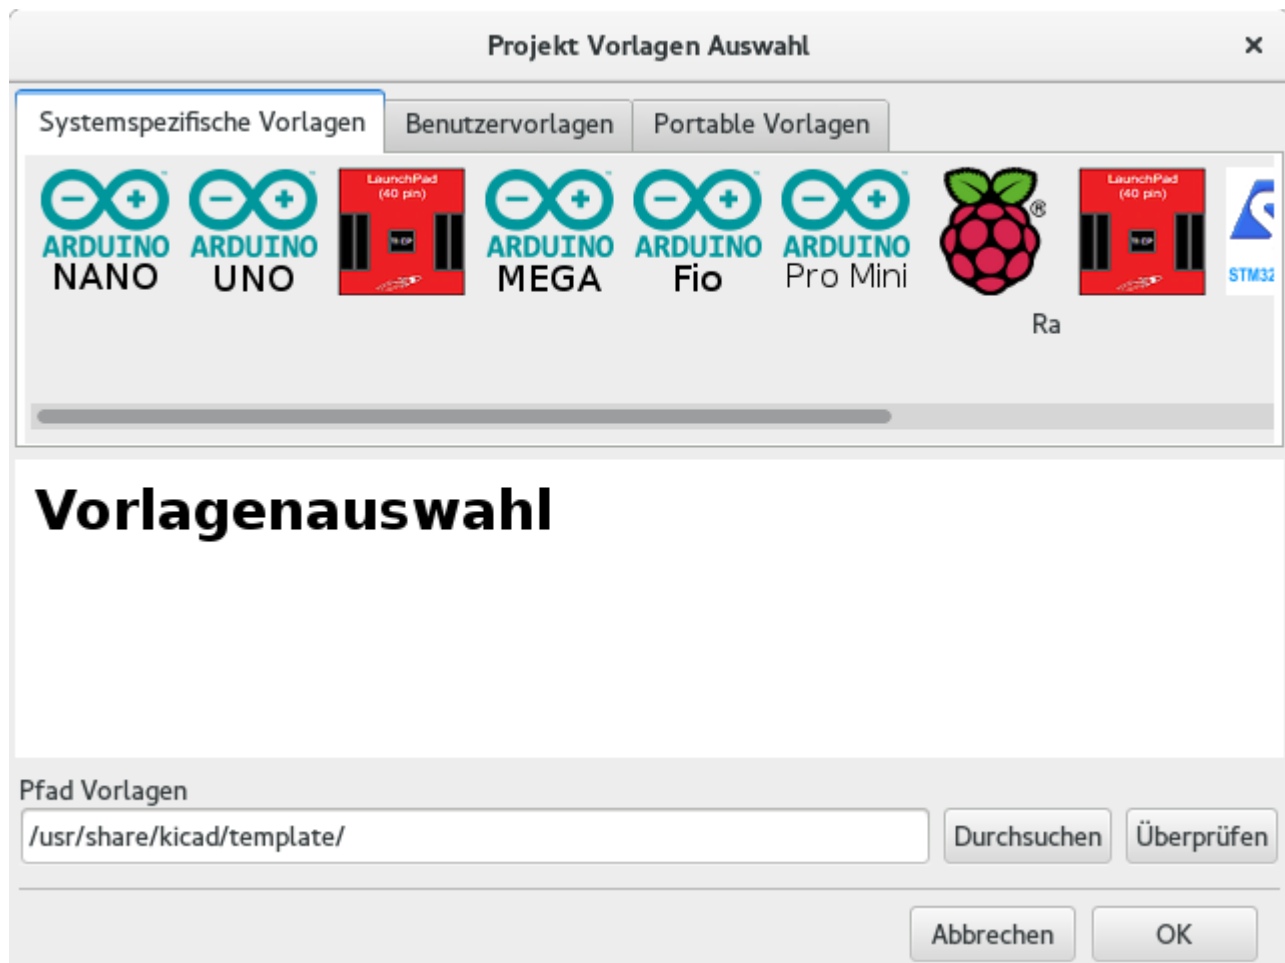 Projekt Vorlagen Auswahl
Systemspezifische Vorlagen
Benutzervorlagen
Portable Vorlagen
ARDUINO NANO
ARDUINO UNO
LaunchPad
(40 pin)
ARDUINO MEGA
ARDUINO Fio
ARDUINO Pro Mini
®
LaunchPad
(40 pin)
STM32
Ra
Vorlagenauswahl
Pfad Vorlagen
/usr/share/kicad/template/
Durchsuchen
Überprüfen
Abbrechen
OK